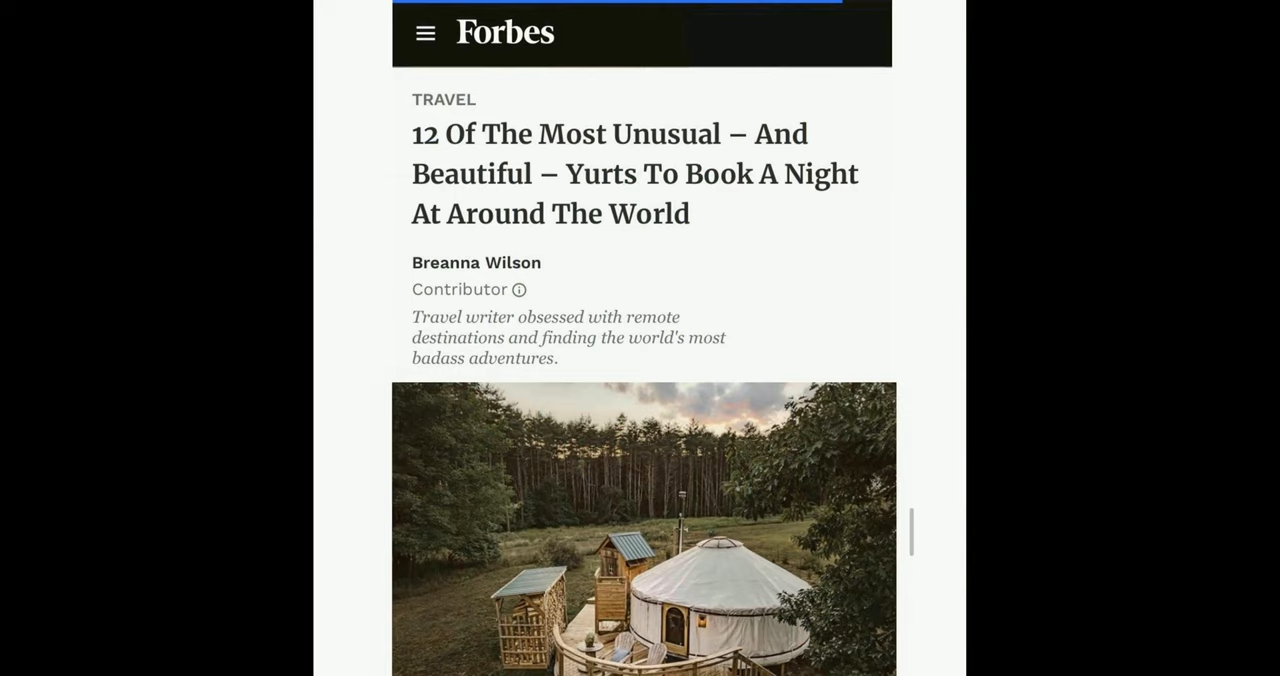 Forbes
TRAVEL
12 Of The Most Unusual – And
Beautiful – Yurts To Book A Night
At Around The World
Breanna Wilson
Contributor
Travel writer obsessed with remote
destinations and finding the world's most
badass adventures.